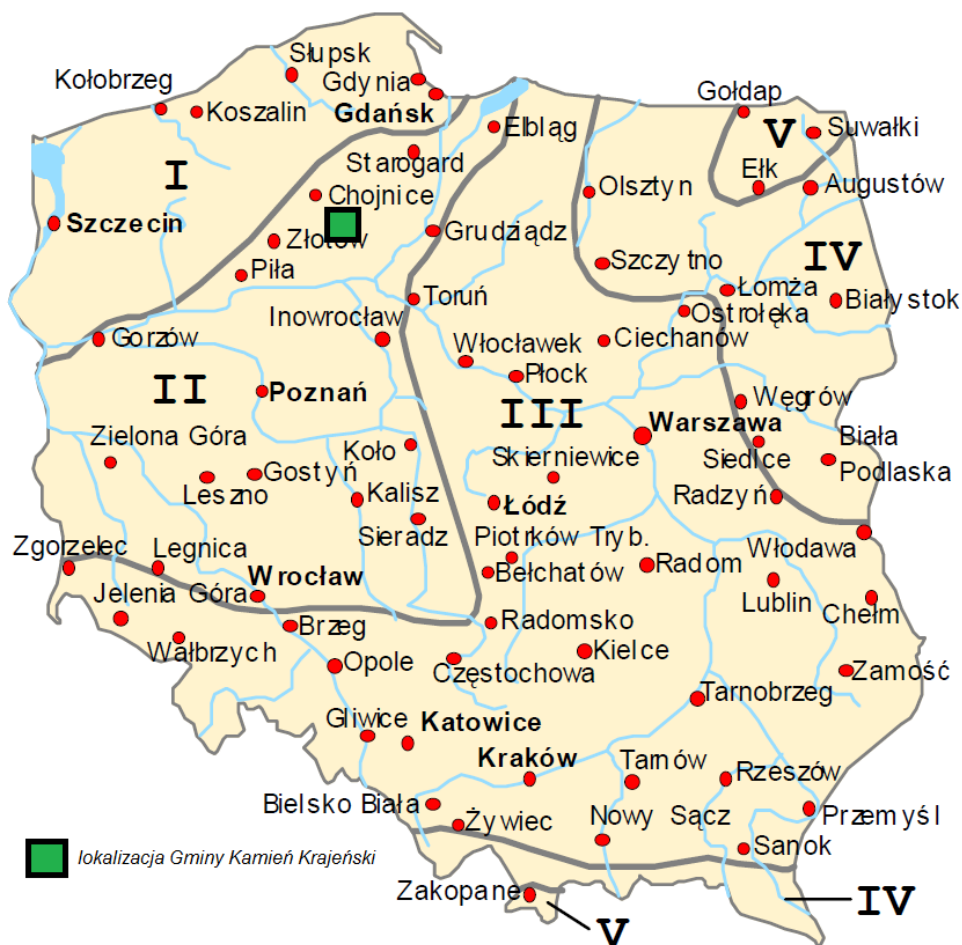 Słupsk
Kołobrzeg
Gdynia
Koszalin
Gdańsk
Gołdap
Elbląg
V
Suwałki
Starogard
I
Ełk
Chojnice
Olsztyn
Augustów
Szczecin
Złotów
Grudziądz
IV
Szczytno
Piła
Łomża
Toruń
Białystok
Inowrocław
Ostrołęka
Gorzów
Ciechanów
Włocławek
Płock
II
Poznań
III
Węgrów
Warszawa
Zielona Góra
Koło
Biała
Podlaska
Skierniewice
Siedlce
Gostyń
Leszno
Kalisz
Radzyń
Łódź
Sieradz
Piotrków Tryb.
Zgorzelec
Legnica
Włodawa
Wrocław
Bełchatów
Radom
Jelenia Góra
Lublin
Chełm
Brzeg
Radomsko
Wałbrzych
Kielce
Opole
Częstochowa
Zamość
Tarnobrzeg
Gliwice
Katowice
Kraków
Tarnów
Rzeszów
Bielsko Biała
Żywiec
Nowy Sącz
Przemyśl
Sanok
lokalizacja Gminy Kamień Krajeński
Zakopane
IV
V